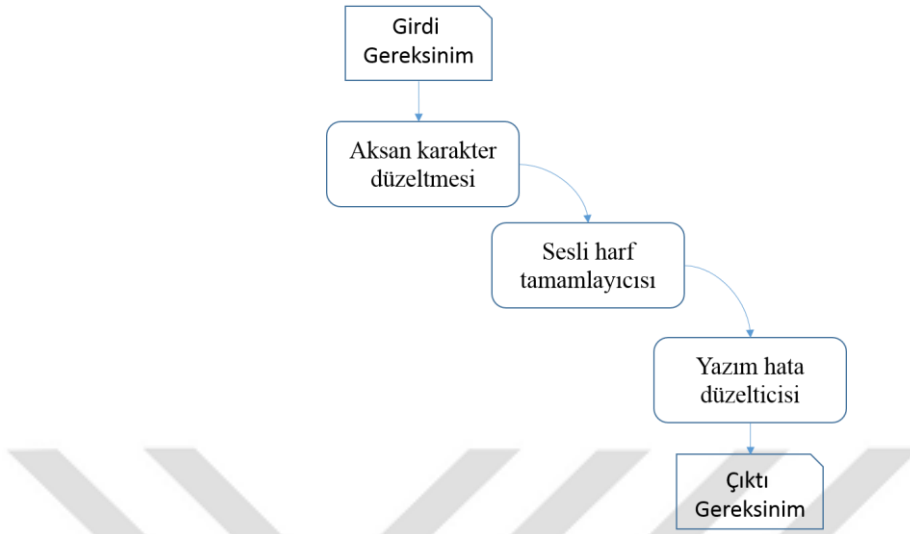 Girdi
Gereksinim
Aksan karakter
düzeltmesi
Sesli harf
tamamlayıcısı
Yazım hata
düzelticisi
Çıktı
Gereksinim